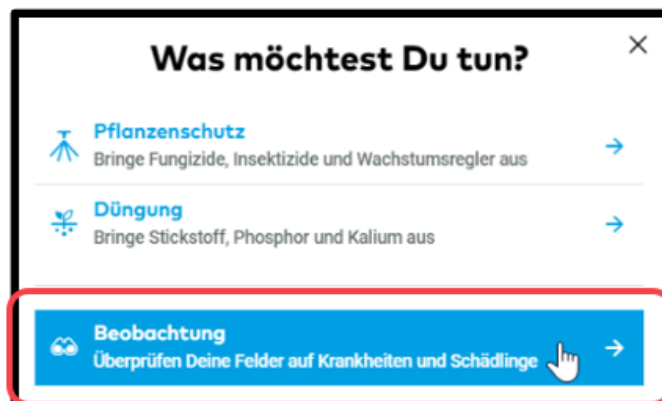 Was möchtest Du tun?
Pflanzenschutz
Bringe Fungizide, Insektizide und Wachstumsregler aus
Düngung
Bringe Stickstoff, Phosphor und Kalium aus
Beobachtung
Überprüfen Deine Felder auf Krankheiten und Schädlinge